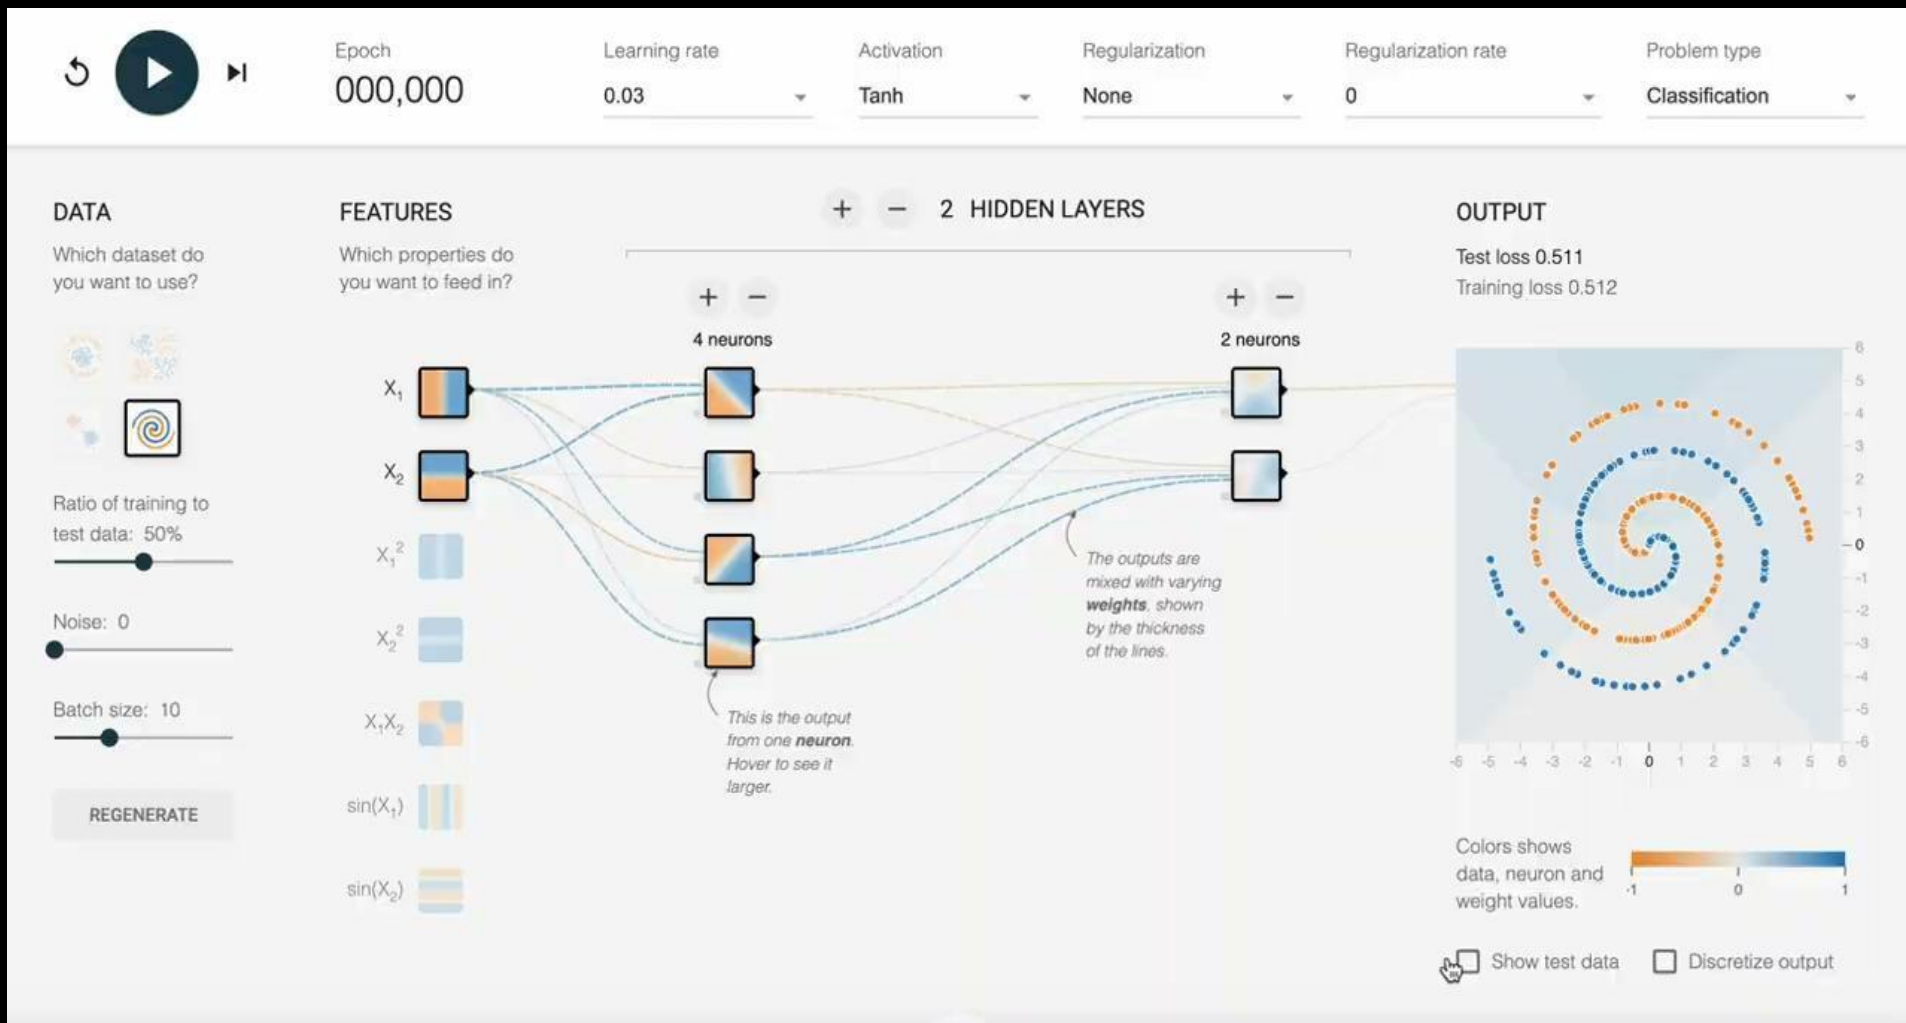 Epoch
000,000
Learning rate
0.03
Activation
Tanh
Regularization
None
Regularization rate
0
Problem type
Classification
DATA
Which dataset do
you want to use?
Ratio of training to
test data: 50%
Noise: 0
Batch size: 10
REGENERATE
FEATURES
Which properties do
you want to feed in?
X₁
X₂
X₁²
X₂²
X₁X₂
sin(X₁)
sin(X₂)
+ − 2 HIDDEN LAYERS
+ −
4 neurons
+ −
2 neurons
This is the output
from one neuron.
Hover to see it
larger.
The outputs are
mixed with varying
weights, shown
by the thickness
of the lines.
OUTPUT
Test loss 0.511
Training loss 0.512
6
5
4
3
2
1
0
-1
-2
-3
-4
-5
-6
-6 -5 -4 -3 -2 -1 0 1 2 3 4 5 6
Colors shows
data, neuron and
weight values.
-1 0 1
Show test data
Discretize output